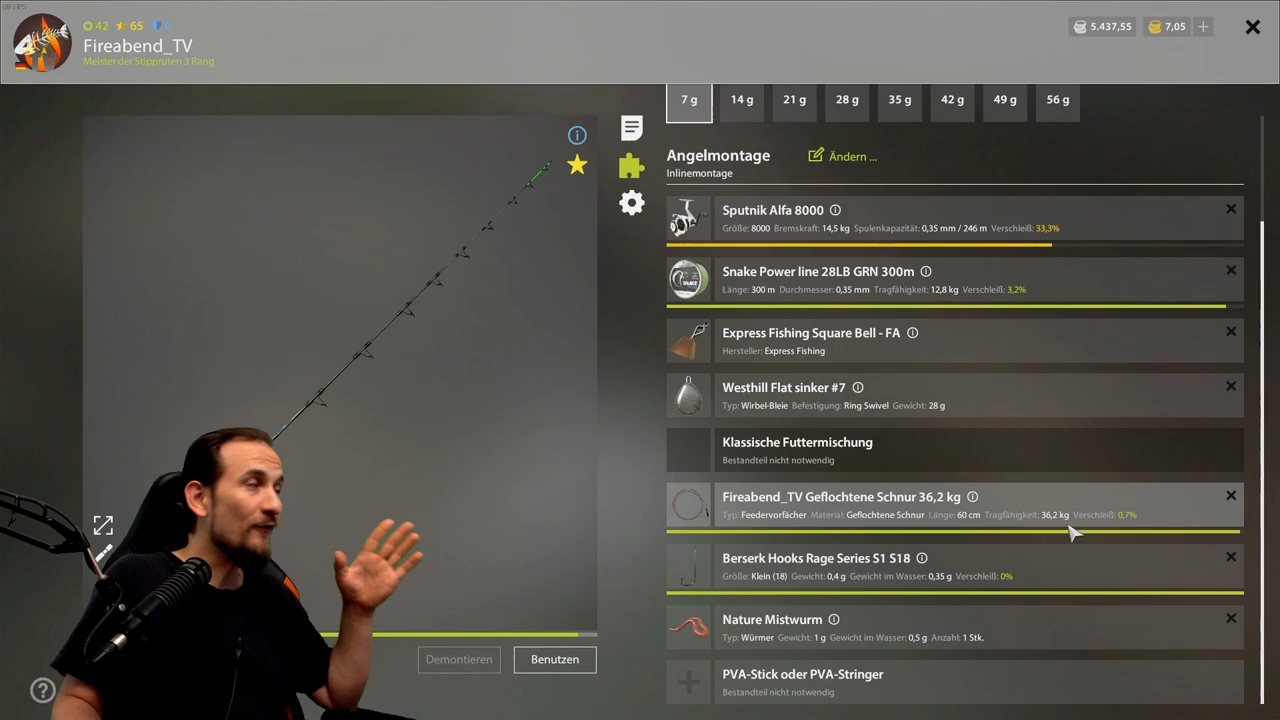 42 65
Fireabend_TV
Meister der Stippruten 3 Rang
5.437,55 7,05 +
7 g 14 g 21 g 28 g 35 g 42 g 49 g 56 g
Angelmontage Ändern ...
Inlinemontage
Sputnik Alfa 8000
Größe: 8000 Bremskraft: 14,5 kg Spulenkapazität: 0,35 mm / 246 m Verschleiß: 33,3%
Snake Power line 28LB GRN 300m
Länge: 300 m Durchmesser: 0,35 mm Tragfähigkeit: 12,8 kg Verschleiß: 3,2%
Express Fishing Square Bell - FA
Hersteller: Express Fishing
Westhill Flat sinker #7
Typ: Wirbel-Bleie Befestigung: Ring Swivel Gewicht: 28 g
Klassische Futtermischung
Bestandteil nicht notwendig
Fireabend_TV Geflochtene Schnur 36,2 kg
Typ: Feedervorfächer Material: Geflochtene Schnur Länge: 60 cm Tragfähigkeit: 36,2 kg Verschleiß: 0,7%
Berserk Hooks Rage Series S1 S18
Größe: Klein (18) Gewicht: 0,4 g Gewicht im Wasser: 0,35 g Verschleiß: 0%
Nature Mistwurm
Typ: Würmer Gewicht: 1 g Gewicht im Wasser: 0,5 g Anzahl: 1 Stk.
PVA-Stick oder PVA-Stringer
Bestandteil nicht notwendig
Demontieren Benutzen
?